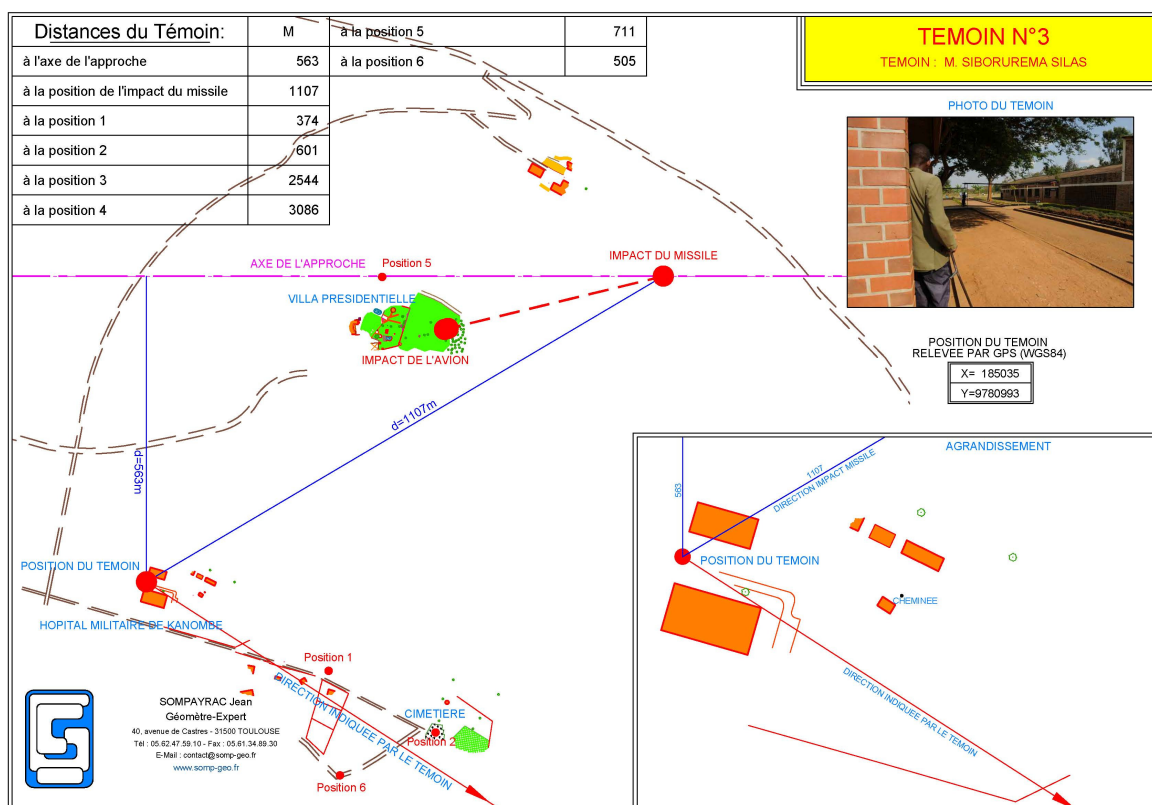 Distances du Témoin: M
à l'axe de l'approche 563
à la position de l'impact du missile 1107
à la position 1 374
à la position 2 601
à la position 3 2544
à la position 4 3086
à la position 5 711
à la position 6 505
TEMOIN N°3
TEMOIN : M. SIBORUREMA SILAS
PHOTO DU TEMOIN
AXE DE L'APPROCHE
Position 5
IMPACT DU MISSILE
VILLA PRESIDENTIELLE
IMPACT DE L'AVION
POSITION DU TEMOIN
RELEVEE PAR GPS (WGS84)
X= 185035
Y=9780993
d=1107m
d=563m
POSITION DU TEMOIN
HOPITAL MILITAIRE DE KANOMBE
Position 1
DIRECTION INDIQUEE PAR LE TEMOIN
CIMETIERE
Position 2
Position 6
SOMPAYRAC Jean
Géomètre-Expert
40, avenue de Castres - 31500 TOULOUSE
Tél : 05.62.47.59.10 - Fax : 05.61.34.89.30
E-Mail : contact@somp-geo.fr
www.somp-geo.fr
AGRANDISSEMENT
563
1107
DIRECTION IMPACT MISSILE
POSITION DU TEMOIN
CHEMINEE
DIRECTION INDIQUEE PAR LE TEMOIN